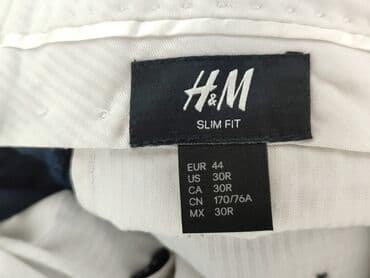 H&M
SLIM FIT
EUR 44
US 30R
CA 30R
CN 170/76A
MX 30R